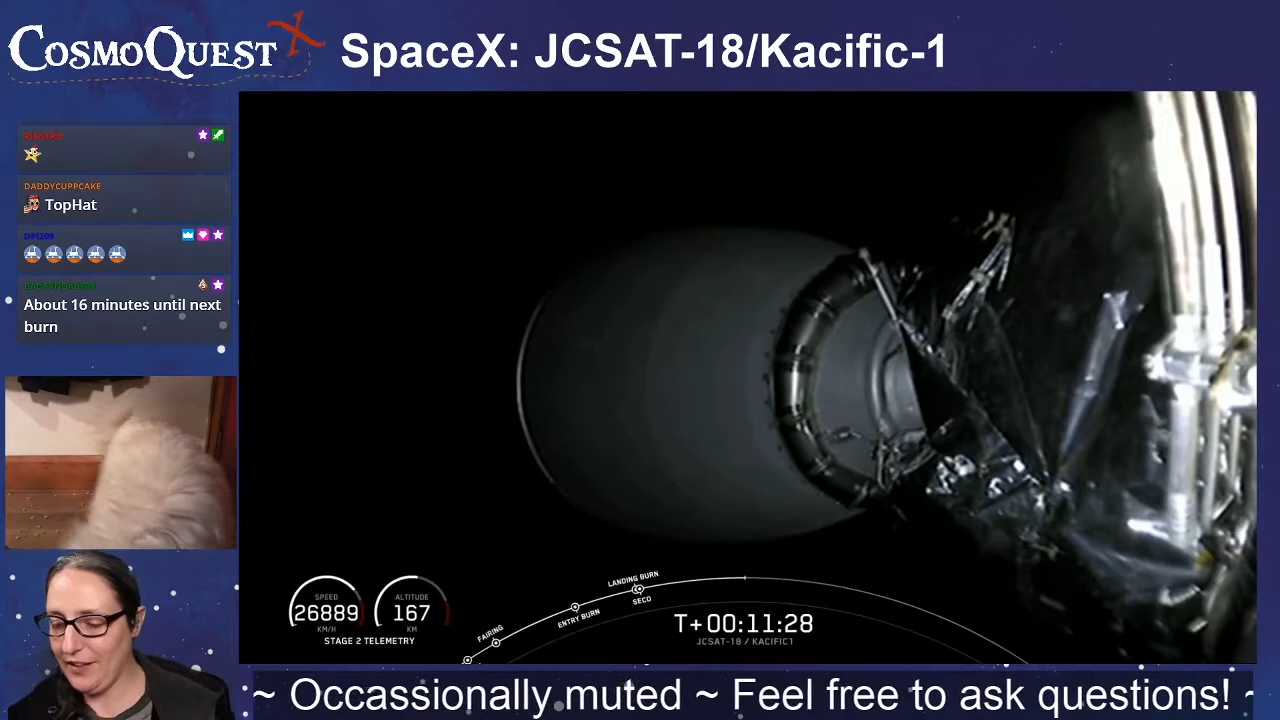 CosmoQuest X
SpaceX: JCSAT-18/Kacific-1
DADDYCUPPCAKE
TopHat
DPI209
About 16 minutes until next
burn
SPEED
26889
KM/H
ALTITUDE
167
KM
STAGE 2 TELEMETRY
FAIRING
ENTRY BURN
LANDING BURN
SECO
T+00:11:28
JCSAT-18 / KACIFIC1
~ Occassionally muted ~ Feel free to ask questions! ~